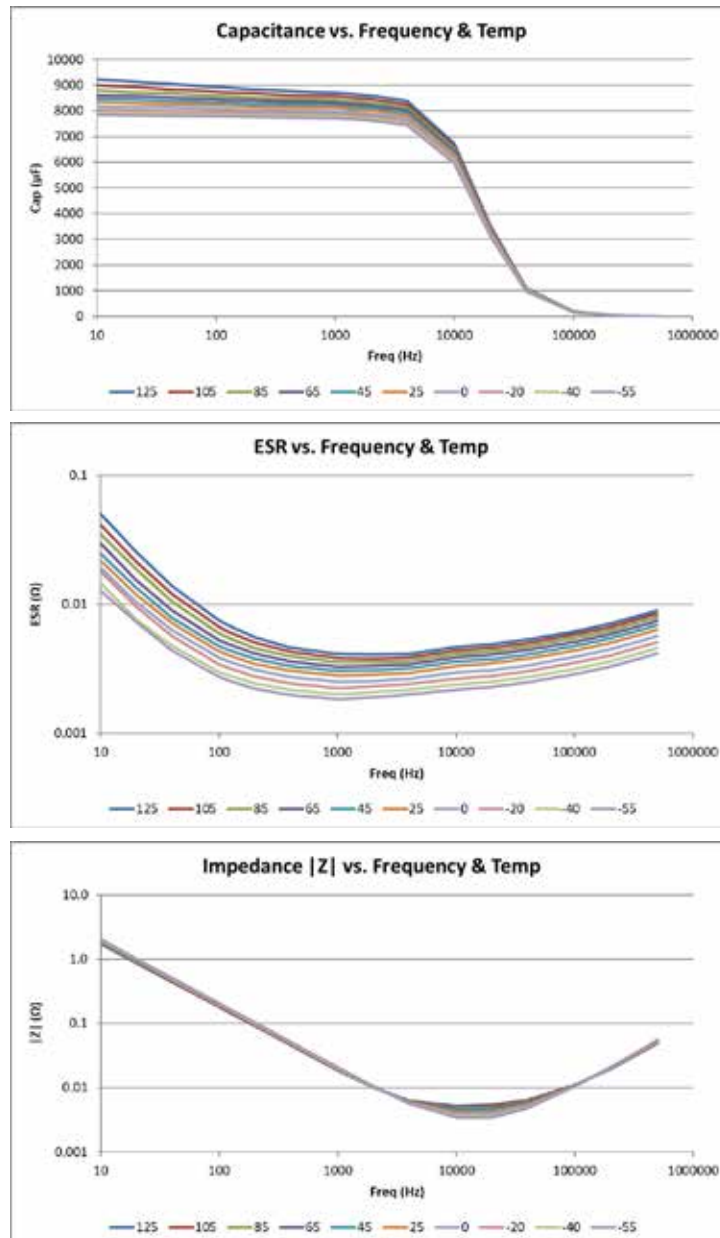 Capacitance vs. Frequency & Temp
10000
9000
8000
7000
6000
5000
4000
3000
2000
1000
0
Cap (µF)
10 100 1000 10000 100000 1000000
Freq (Hz)
125 105 85 65 45 25 0 -20 -40 -55
ESR vs. Frequency & Temp
0.1
0.01
0.001
ESR (Ω)
10 100 1000 10000 100000 1000000
Freq (Hz)
125 105 85 65 45 25 0 -20 -40 -55
Impedance |Z| vs. Frequency & Temp
10.0
1.0
0.1
0.01
0.001
|Z| (Ω)
10 100 1000 10000 100000 1000000
Freq (Hz)
125 105 85 65 45 25 0 -20 -40 -55